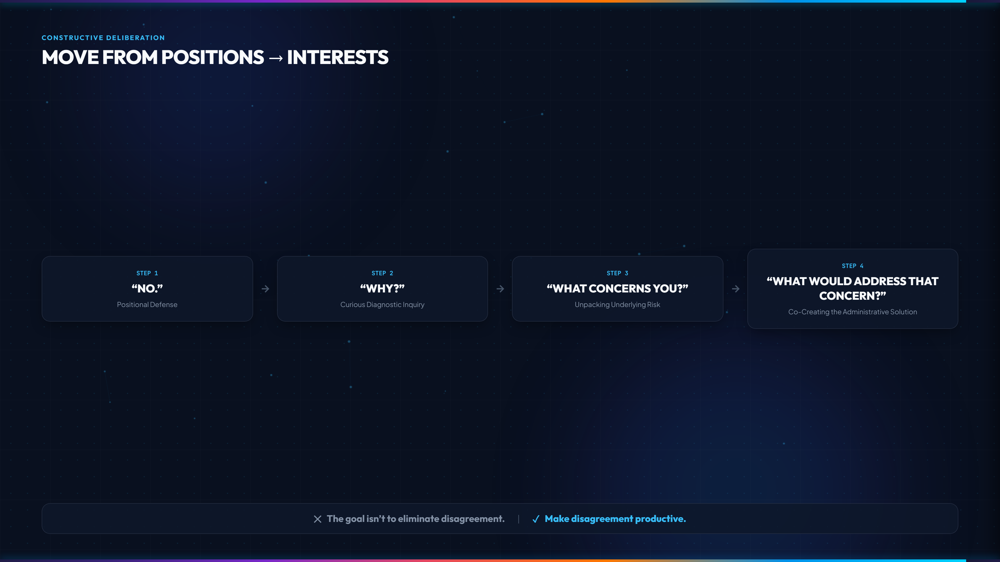 CONSTRUCTIVE DELIBERATION
MOVE FROM POSITIONS → INTERESTS
STEP 1
“NO.”
Positional Defense
→
STEP 2
“WHY?”
Curious Diagnostic Inquiry
→
STEP 3
“WHAT CONCERNS YOU?”
Unpacking Underlying Risk
→
STEP 4
“WHAT WOULD ADDRESS THAT
CONCERN?”
Co-Creating the Administrative Solution
✕ The goal isn’t to eliminate disagreement. | ✓ Make disagreement productive.